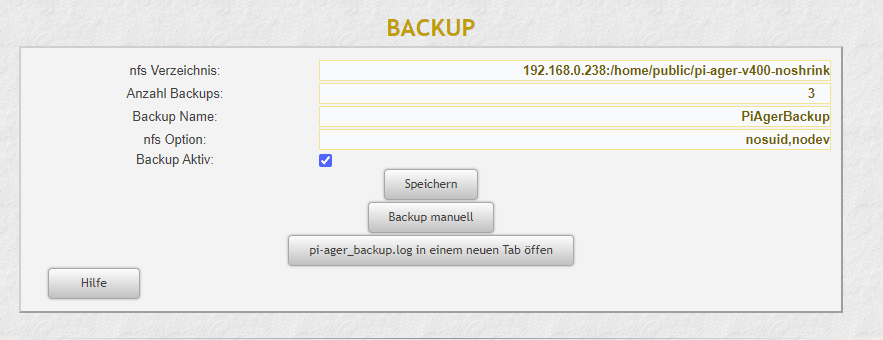 BACKUP
nfs Verzeichnis: 192.168.0.238:/home/public/pi-ager-v400-noshrink
Anzahl Backups: 3
Backup Name: PiAgerBackup
nfs Option: nosuid,nodev
Backup Aktiv:
Speichern
Backup manuell
pi-ager_backup.log in einem neuen Tab öffen
Hilfe